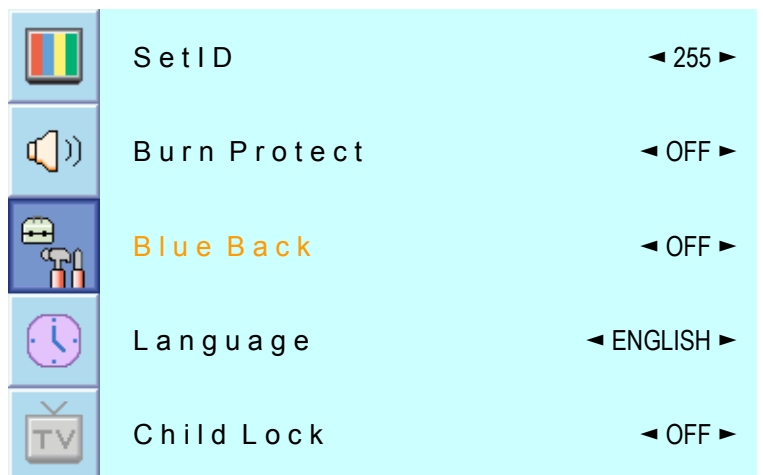 SetID ◄ 255 ►
Burn Protect ◄ OFF ►
Blue Back ◄ OFF ►
Language ◄ ENGLISH ►
Child Lock ◄ OFF ►
TV